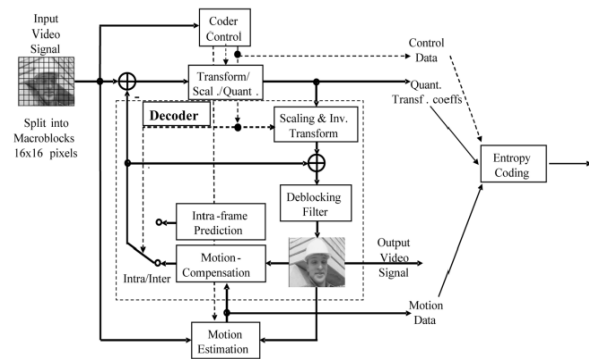 Input
Video
Signal
Split into
Macroblocks
16x16 pixels
Coder
Control
Transform/
Scal ./Quant .
-
Decoder
Scaling & Inv.
Transform
Deblocking
Filter
Intra -frame
Prediction
Motion-
Compensation
Intra/Inter
Motion
Estimation
Control
Data
Quant.
Transf . coeffs
Entropy
Coding
Output
Video
Signal
Motion
Data